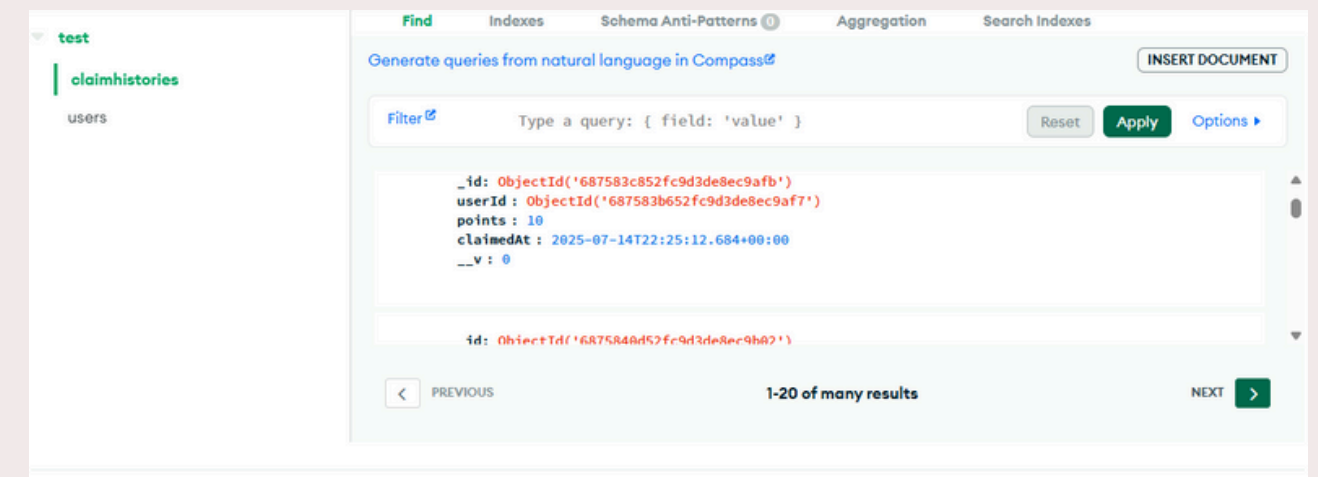 test
claimhistories
users
Find Indexes Schema Anti-Patterns 0 Aggregation Search Indexes
Generate queries from natural language in Compass
INSERT DOCUMENT
Filter Type a query: { field: 'value' } Reset Apply Options
_id: ObjectId('687583c852fc9d3de8ec9afb')
userId : ObjectId('687583b652fc9d3de8ec9af7')
points : 10
claimedAt : 2025-07-14T22:25:12.684+00:00
__v : 0
_id: ObjectId('6875840d52fc9d3de8ec9b02')
PREVIOUS 1-20 of many results NEXT